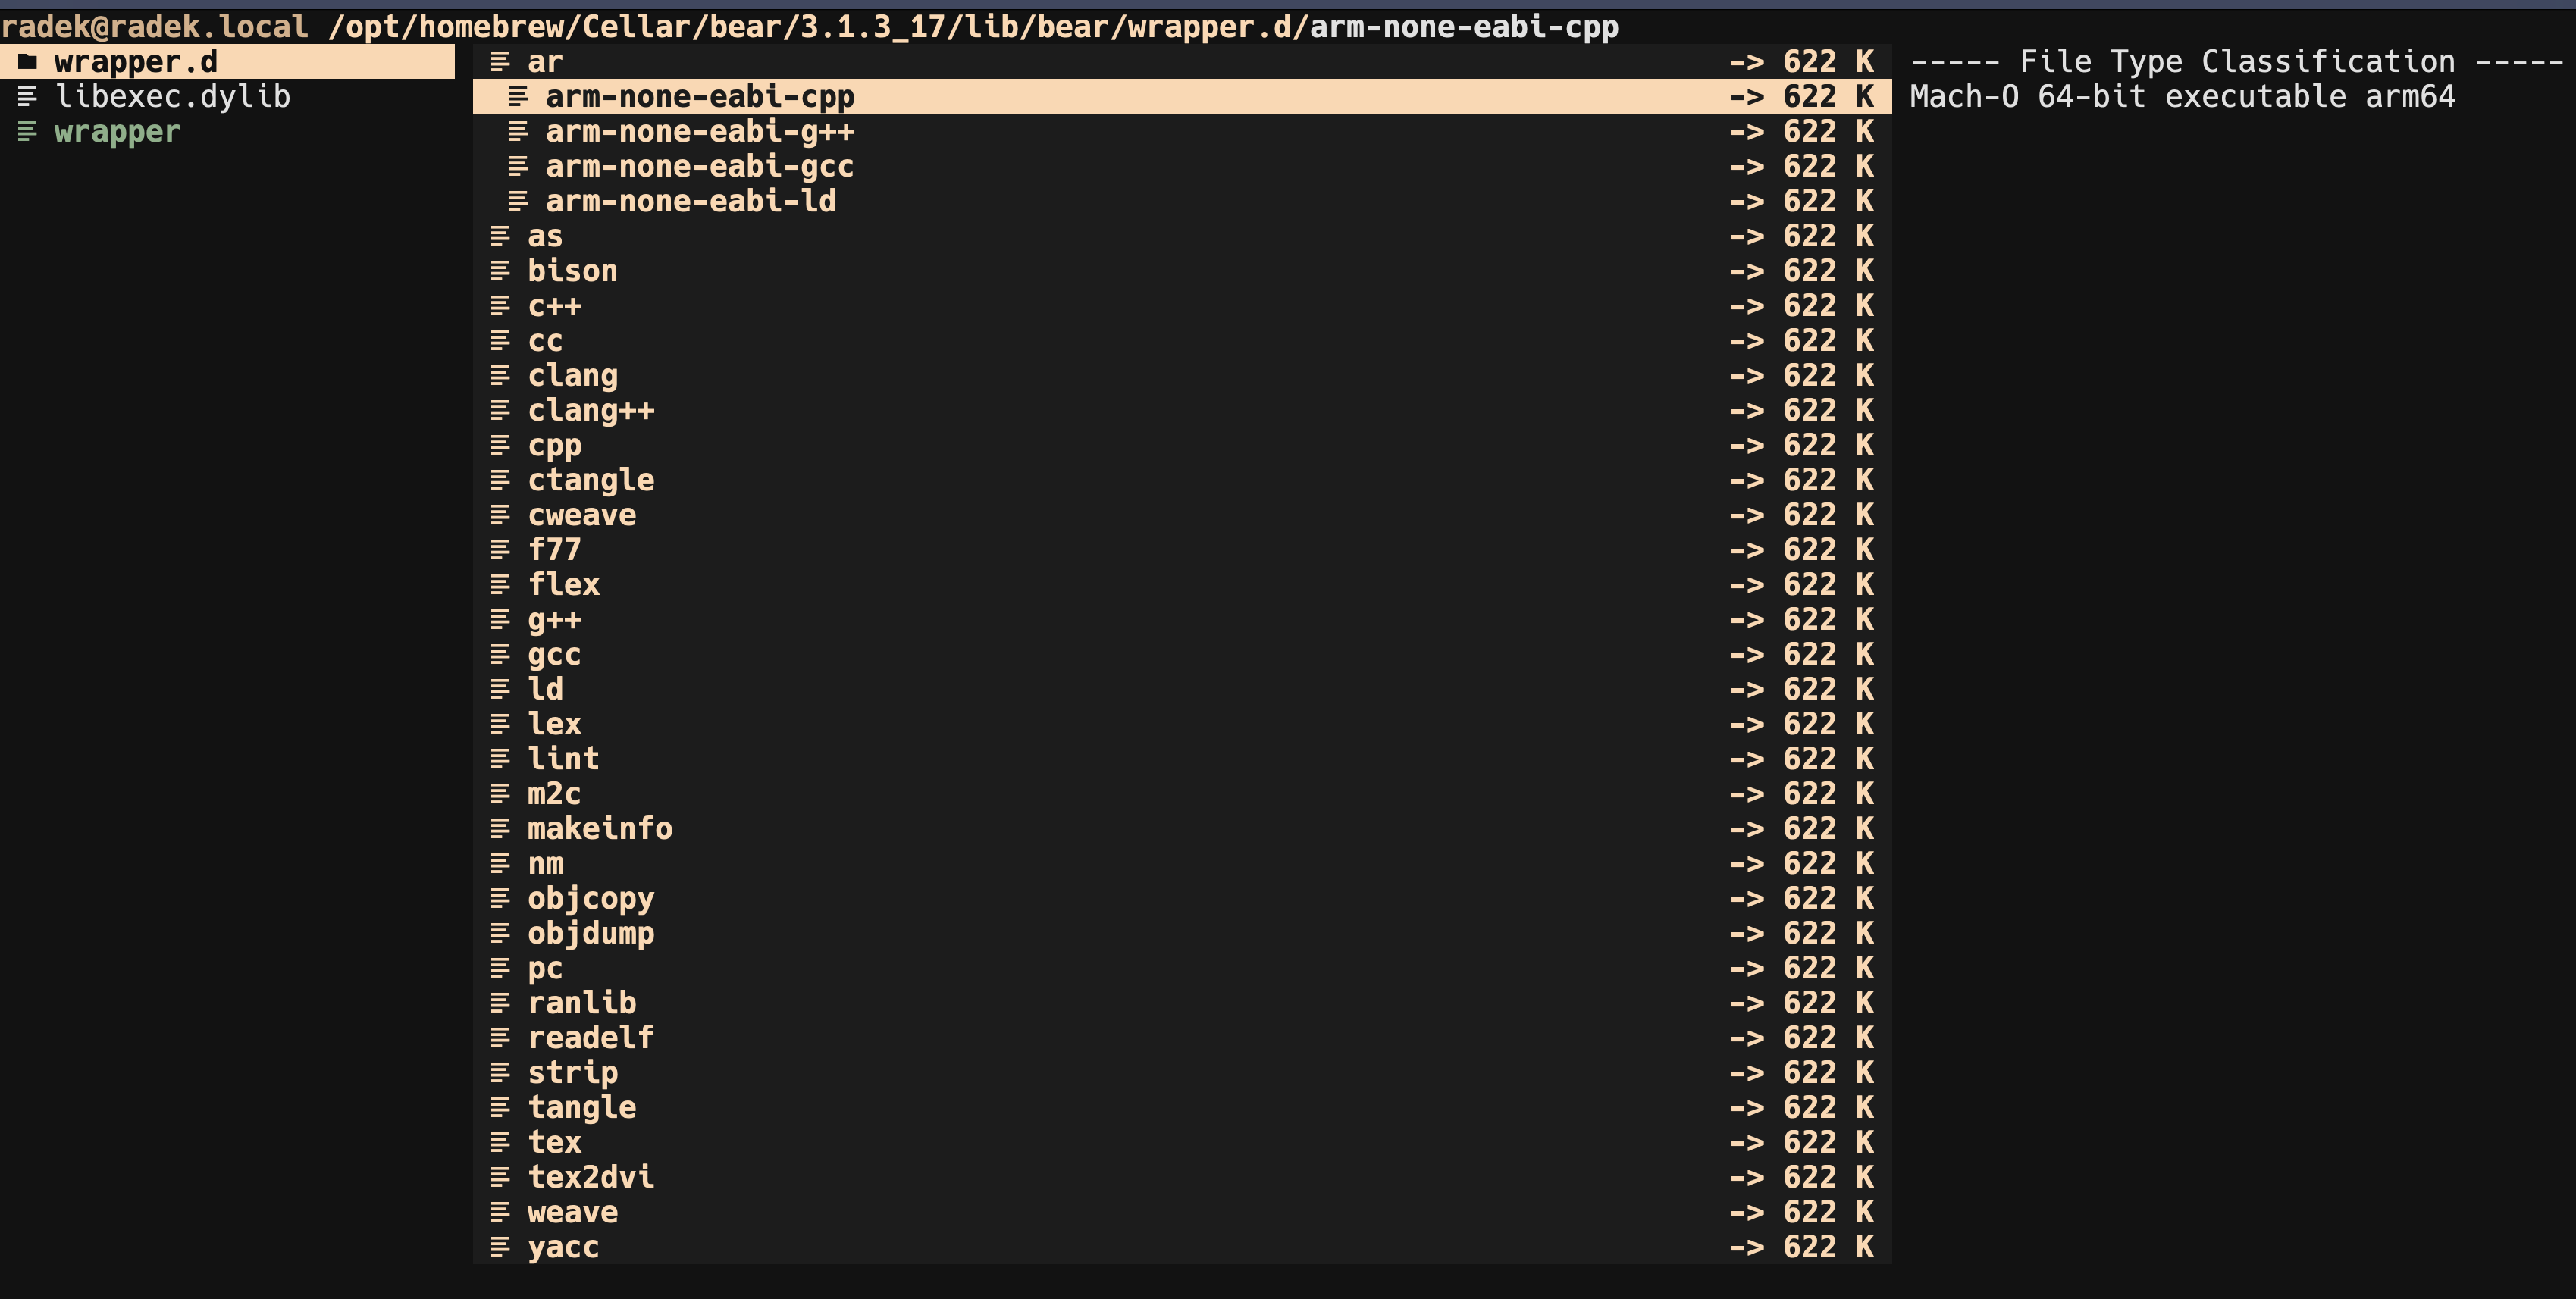 radek@radek.local /opt/homebrew/Cellar/bear/3.1.3_17/lib/bear/wrapper.d/arm-none-eabi-cpp
wrapper.d
libexec.dylib
wrapper
ar -> 622 K
arm-none-eabi-cpp -> 622 K
arm-none-eabi-g++ -> 622 K
arm-none-eabi-gcc -> 622 K
arm-none-eabi-ld -> 622 K
as -> 622 K
bison -> 622 K
c++ -> 622 K
cc -> 622 K
clang -> 622 K
clang++ -> 622 K
cpp -> 622 K
ctangle -> 622 K
cweave -> 622 K
f77 -> 622 K
flex -> 622 K
g++ -> 622 K
gcc -> 622 K
ld -> 622 K
lex -> 622 K
lint -> 622 K
m2c -> 622 K
makeinfo -> 622 K
nm -> 622 K
objcopy -> 622 K
objdump -> 622 K
pc -> 622 K
ranlib -> 622 K
readelf -> 622 K
strip -> 622 K
tangle -> 622 K
tex -> 622 K
tex2dvi -> 622 K
weave -> 622 K
yacc -> 622 K
----- File Type Classification -----
Mach-O 64-bit executable arm64